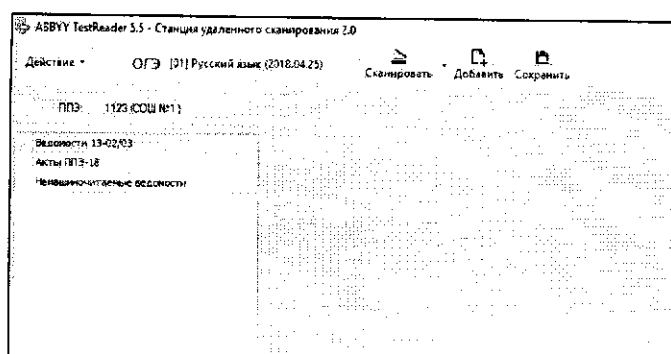 ABBYY TestReader 5.5 - Станция удаленного сканирования 2.0
Действие ОГЭ [01] Русский язык (2018.04.25) Сканировать Добавить Сохранить
ППЭ: 1123 (СОШ №1)
Ведомости 13-02/03
Акты ППЭ-18
Немашиночитаемые ведомости